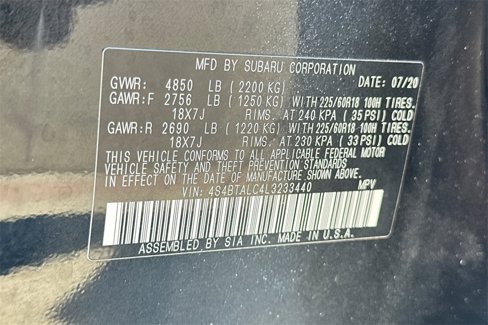 MFD BY SUBARU CORPORATION
GVWR: 4850 LB (2200 KG) DATE: 07/20
GAWR:F 2756 LB (1250 KG) WITH 225/60R18 100H TIRES.
18X7J RIMS. AT 240 KPA (35 PSI) COLD
GAWR:R 2690 LB (1220 KG) WITH 225/60R18 100H TIRES.
18X7J RIMS. AT 230 KPA (33 PSI) COLD
THIS VEHICLE CONFORMS TO ALL APPLICABLE FEDERAL MOTOR
VEHICLE SAFETY AND THEFT PREVENTION STANDARDS
IN EFFECT ON THE DATE OF MANUFACTURE SHOWN ABOVE.
VIN: 4S4BTALC4L3233440 MPV
ASSEMBLED BY SIA INC. MADE IN U.S.A.